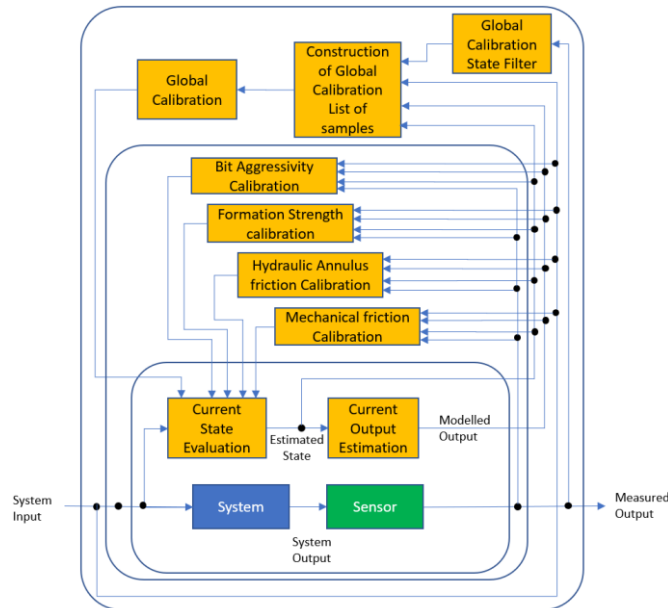 Global
Calibration
State Filter
Construction
of Global
Calibration
List of
samples
Global
Calibration
Bit Aggressivity
Calibration
Formation Strength
calibration
Hydraulic Annulus
friction Calibration
Mechanical friction
Calibration
Current
State
Evaluation
Estimated
State
Current
Output
Estimation
Modelled
Output
System
Input
System
System
Output
Sensor
Measured
Output